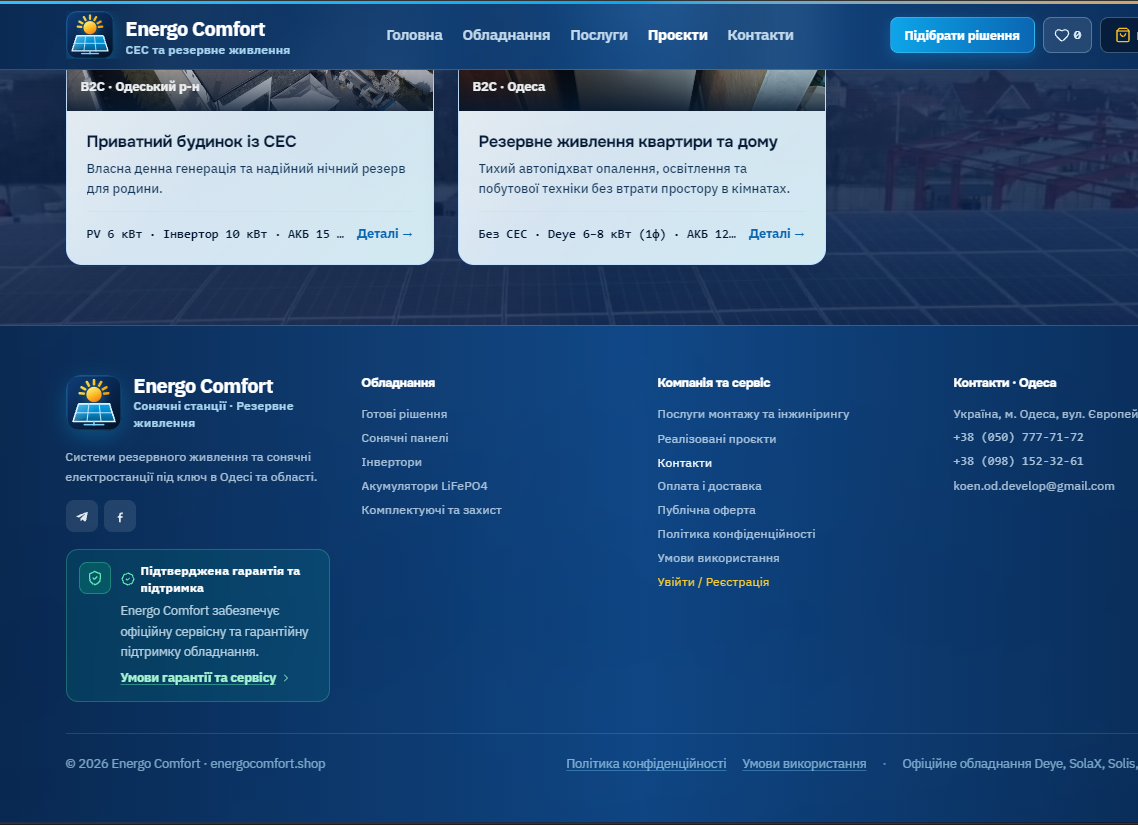 Energo Comfort
СЕС та резервне живлення
Головна
Обладнання
Послуги
Проєкти
Контакти
Підібрати рішення
0
B2C · Одеський р-н
B2C · Одеса
Приватний будинок із СЕС
Власна денна генерація та надійний нічний резерв
для родини.
PV 6 кВт · Інвертор 10 кВт · АКБ 15 …
Деталі →
Резервне живлення квартири та дому
Тихий автопідхват опалення, освітлення та
побутової техніки без втрати простору в кімнатах.
Без СЕС · Deye 6–8 кВт (1ф) · АКБ 12…
Деталі →
Energo Comfort
Сонячні станції · Резервне
живлення
Системи резервного живлення та сонячні
електростанції під ключ в Одесі та області.
Підтверджена гарантія та
підтримка
Energo Comfort забезпечує
офіційну сервісну та гарантійну
підтримку обладнання.
Умови гарантії та сервісу ›
Обладнання
Готові рішення
Сонячні панелі
Інвертори
Акумулятори LiFePO4
Комплектуючі та захист
Компанія та сервіс
Послуги монтажу та інжинірингу
Реалізовані проєкти
Контакти
Оплата і доставка
Публічна оферта
Політика конфіденційності
Умови використання
Увійти / Реєстрація
Контакти · Одеса
Україна, м. Одеса, вул. Європей
+38 (050) 777-71-72
+38 (098) 152-32-61
koen.od.develop@gmail.com
© 2026 Energo Comfort · energocomfort.shop
Політика конфіденційності
Умови використання
·
Офіційне обладнання Deye, SolaX, Solis,